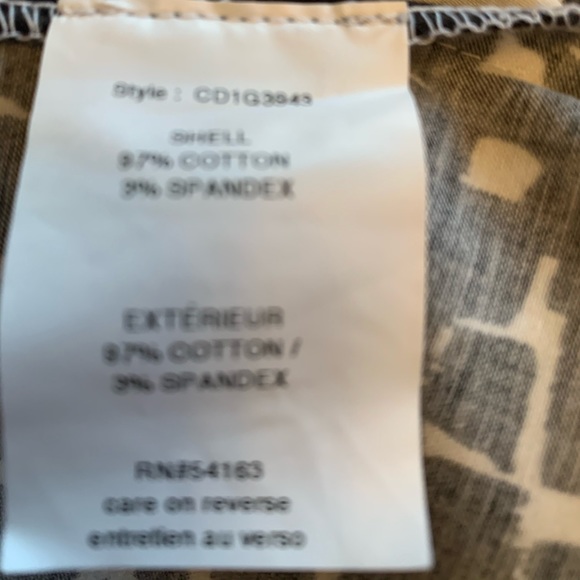 Style : CD1G3943
SHELL
97% COTTON
3% SPANDEX
EXTÉRIEUR
97% COTTON /
3% SPANDEX
RN#54163
care on reverse
entretien au verso